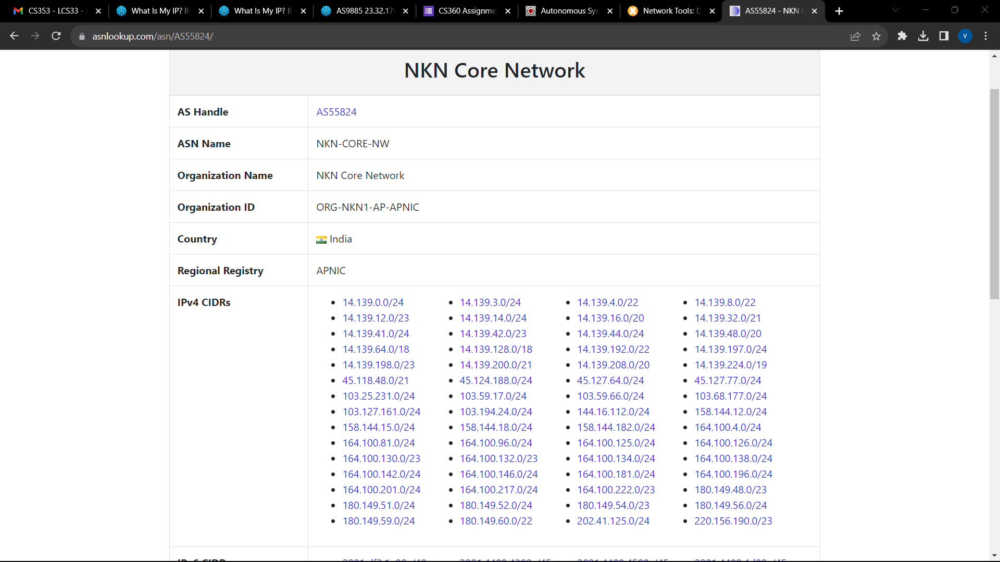 CS353 - LCS33 -
What Is My IP? B
What Is My IP? B
AS9885 23.32.17
CS360 Assignme
Autonomous Sys
Network Tools: D
AS55824 - NKN
asnlookup.com/asn/AS55824/
V
NKN Core Network
AS Handle AS55824
ASN Name NKN-CORE-NW
Organization Name NKN Core Network
Organization ID ORG-NKN1-AP-APNIC
Country India
Regional Registry APNIC
IPv4 CIDRs
14.139.0.0/24 14.139.3.0/24 14.139.4.0/22 14.139.8.0/22
14.139.12.0/23 14.139.14.0/24 14.139.16.0/20 14.139.32.0/21
14.139.41.0/24 14.139.42.0/23 14.139.44.0/24 14.139.48.0/20
14.139.64.0/18 14.139.128.0/18 14.139.192.0/22 14.139.197.0/24
14.139.198.0/23 14.139.200.0/21 14.139.208.0/20 14.139.224.0/19
45.118.48.0/21 45.124.188.0/24 45.127.64.0/24 45.127.77.0/24
103.25.231.0/24 103.59.17.0/24 103.59.66.0/24 103.68.177.0/24
103.127.161.0/24 103.194.24.0/24 144.16.112.0/24 158.144.12.0/24
158.144.15.0/24 158.144.18.0/24 158.144.182.0/24 164.100.4.0/24
164.100.81.0/24 164.100.96.0/24 164.100.125.0/24 164.100.126.0/24
164.100.130.0/23 164.100.132.0/23 164.100.134.0/24 164.100.138.0/24
164.100.142.0/24 164.100.146.0/24 164.100.181.0/24 164.100.196.0/24
164.100.201.0/24 164.100.217.0/24 164.100.222.0/23 180.149.48.0/23
180.149.51.0/24 180.149.52.0/24 180.149.54.0/23 180.149.56.0/24
180.149.59.0/24 180.149.60.0/22 202.41.125.0/24 220.156.190.0/23